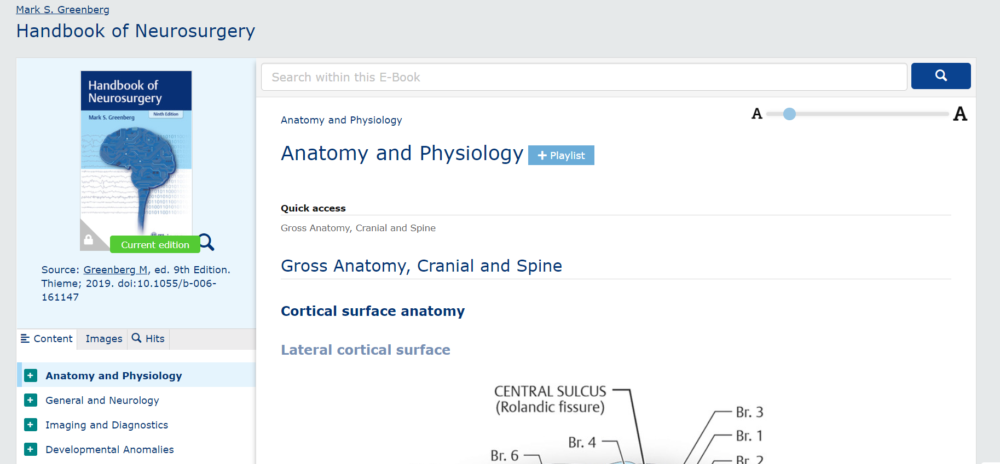 Mark S. Greenberg
Handbook of Neurosurgery
Handbook of
Neurosurgery
Ninth Edition
Mark S. Greenberg
Current edition
Source: Greenberg M, ed. 9th Edition.
Thieme; 2019. doi:10.1055/b-006-
161147
Content
Images
Hits
Anatomy and Physiology
General and Neurology
Imaging and Diagnostics
Developmental Anomalies
Search within this E-Book
A A
Anatomy and Physiology
Anatomy and Physiology
+ Playlist
Quick access
Gross Anatomy, Cranial and Spine
Gross Anatomy, Cranial and Spine
Cortical surface anatomy
Lateral cortical surface
CENTRAL SULCUS
(Rolandic fissure)
Br. 3
Br. 1
Br. 4
Br. 6
Br. 2